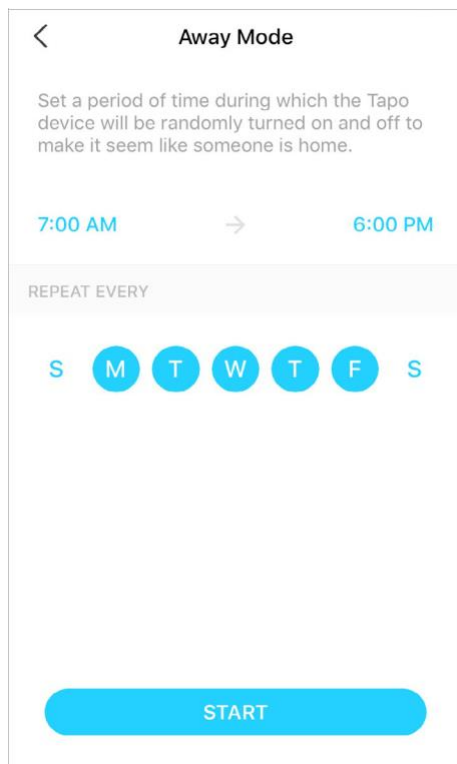 Away Mode
Set a period of time during which the Tapo
device will be randomly turned on and off to
make it seem like someone is home.
7:00 AM → 6:00 PM
REPEAT EVERY
S M T W T F S
START